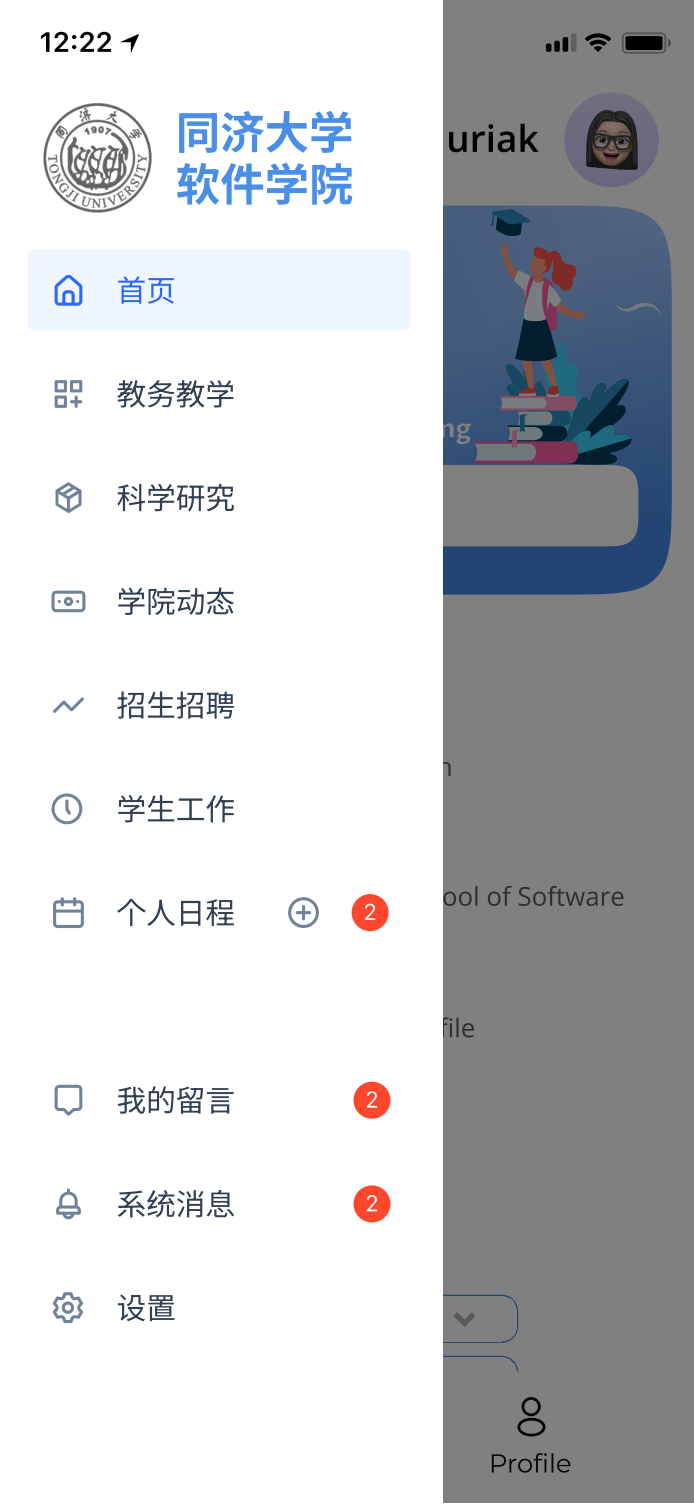 12:22
同济大学
1907
TONGJI UNIVERSITY
同济大学
软件学院
uriak
首页
教务教学
ng
科学研究
学院动态
招生招聘
学生工作
ool of Software
个人日程 2
file
我的留言 2
系统消息 2
设置
Profile